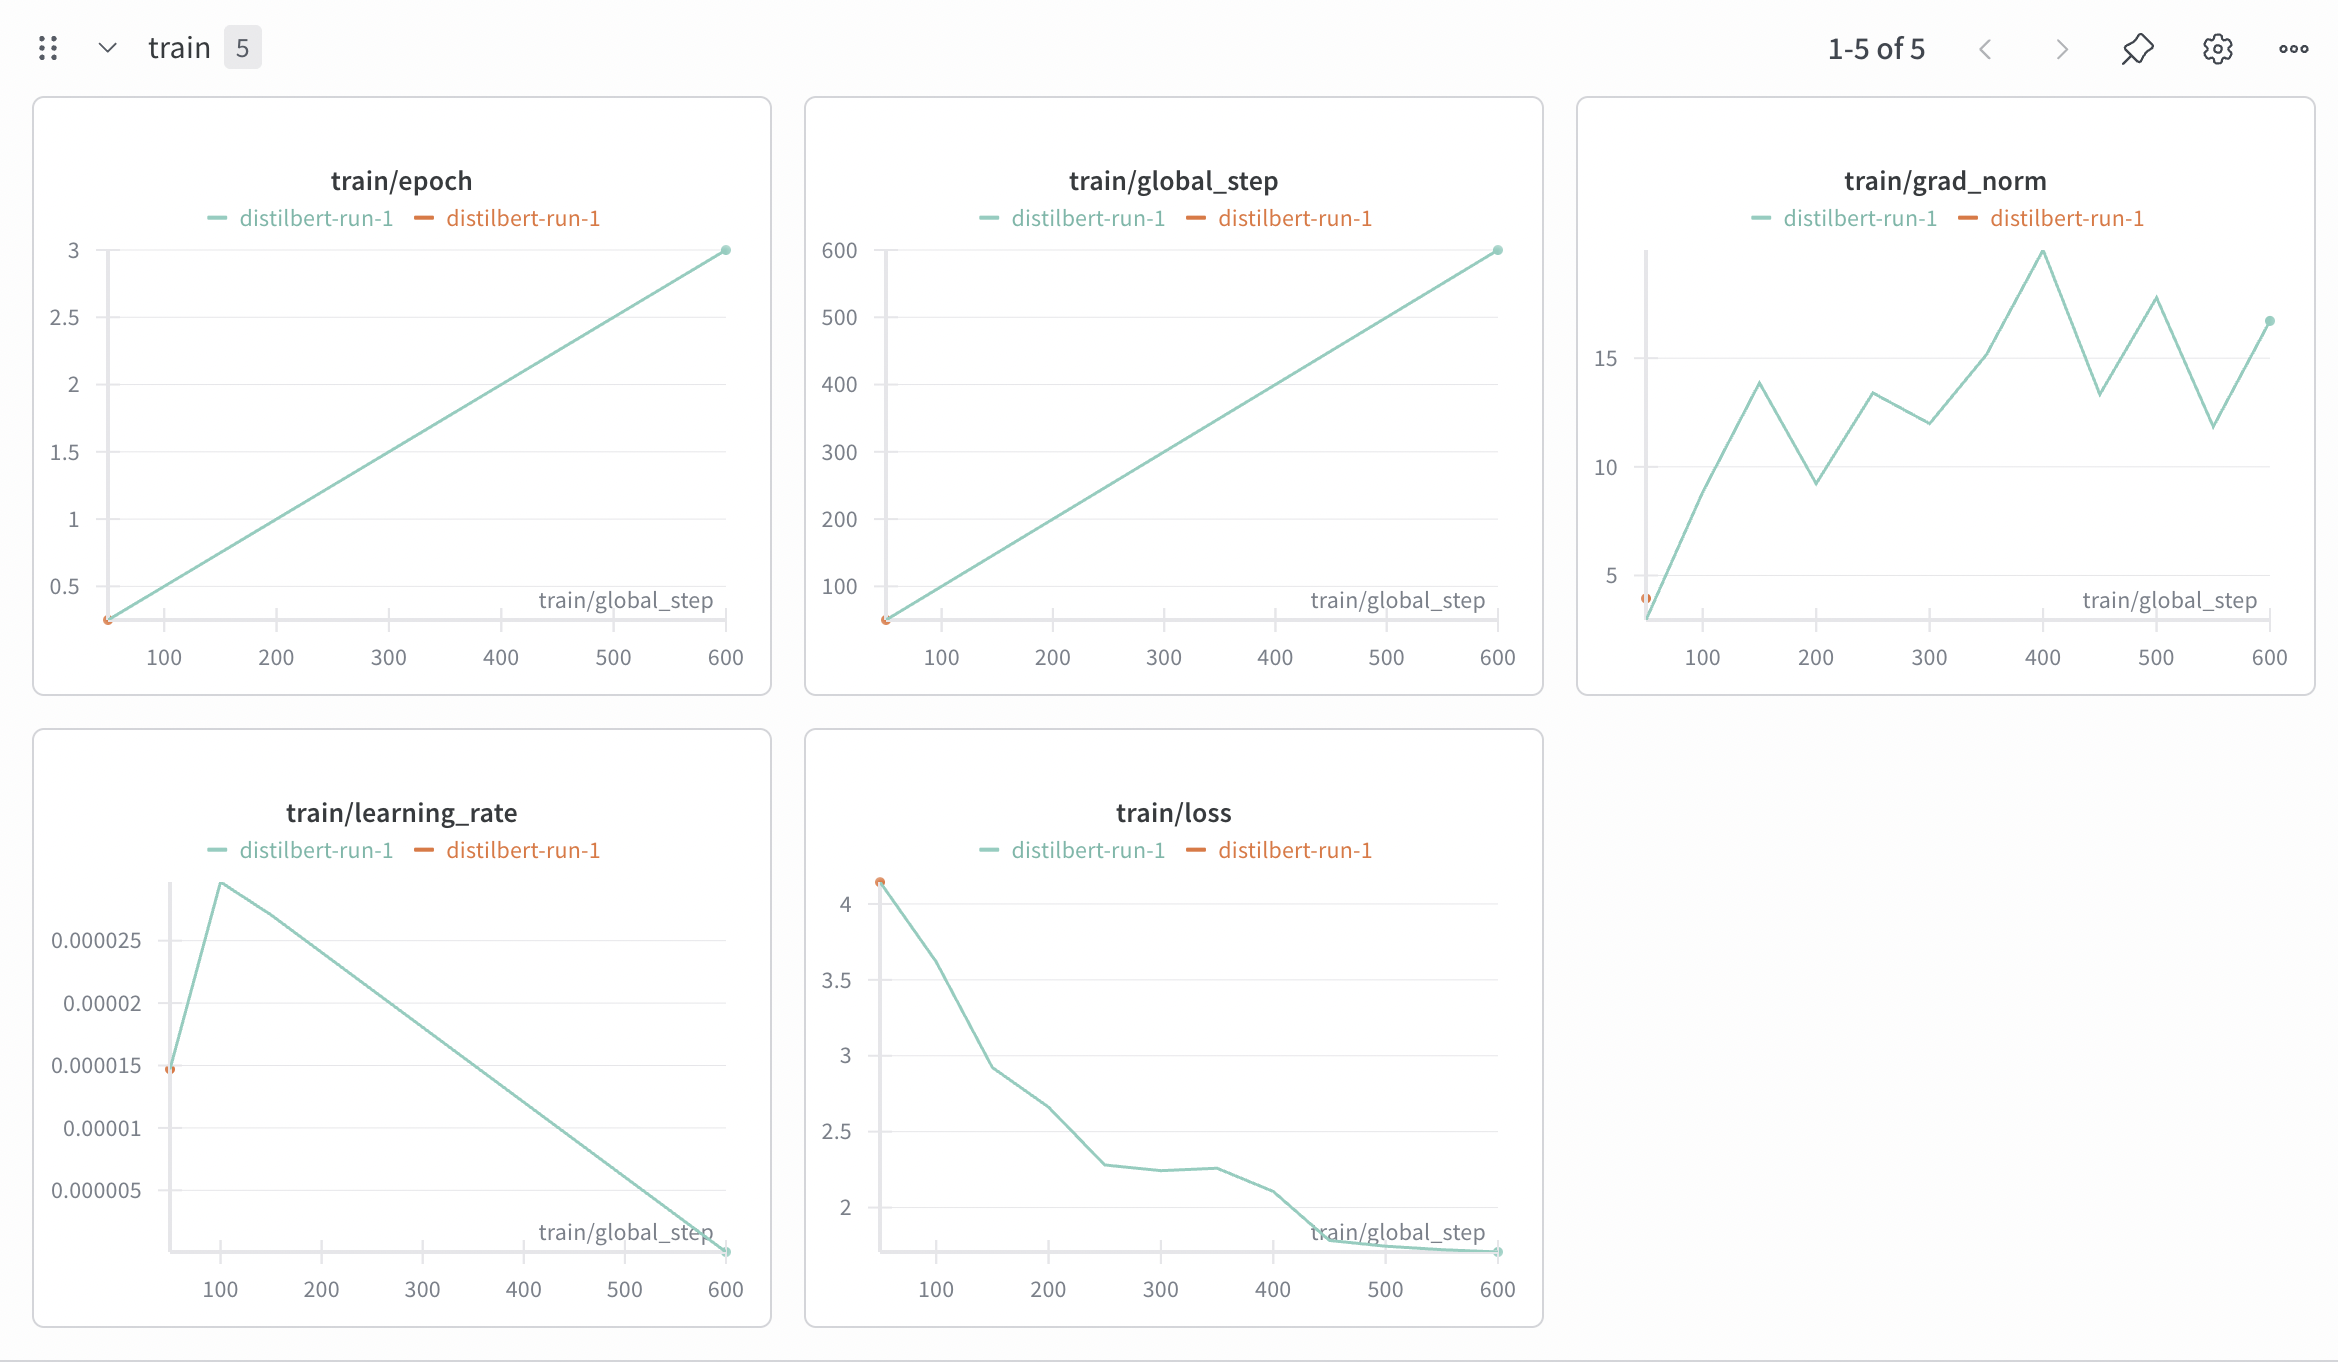 train 5
1-5 of 5
train/epoch
distilbert-run-1 distilbert-run-1
3
2.5
2
1.5
1
0.5
train/global_step
100 200 300 400 500 600
train/global_step
distilbert-run-1 distilbert-run-1
600
500
400
300
200
100
train/global_step
100 200 300 400 500 600
train/grad_norm
distilbert-run-1 distilbert-run-1
15
10
5
train/global_step
100 200 300 400 500 600
train/learning_rate
distilbert-run-1 distilbert-run-1
0.000025
0.00002
0.000015
0.00001
0.000005
train/global_step
100 200 300 400 500 600
train/loss
distilbert-run-1 distilbert-run-1
4
3.5
3
2.5
2
train/global_step
100 200 300 400 500 600